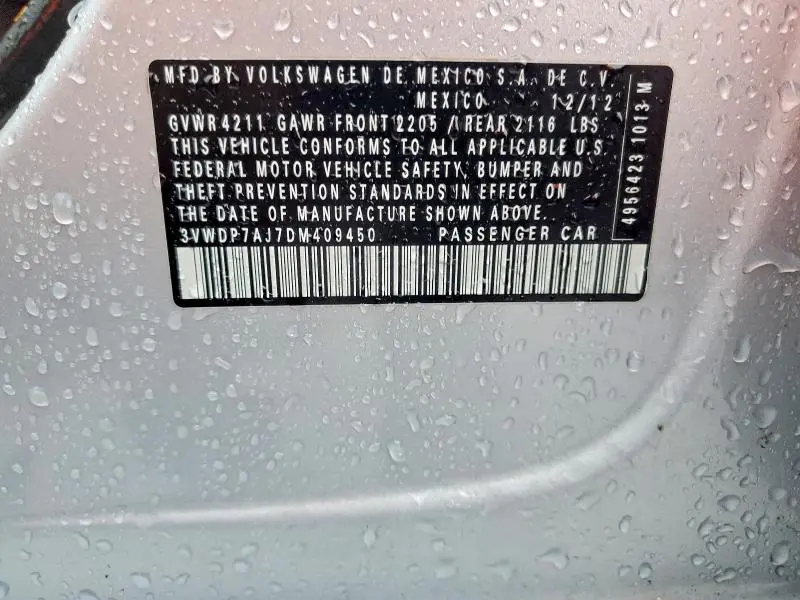 MFD BY VOLKSWAGEN DE MEXICO S.A. DE C.V.
MEXICO 12/12
GVWR 4211 GAWR FRONT 2205 / REAR 2116 LBS
THIS VEHICLE CONFORMS TO ALL APPLICABLE U.S.
FEDERAL MOTOR VEHICLE SAFETY, BUMPER AND
THEFT PREVENTION STANDARDS IN EFFECT ON
THE DATE OF MANUFACTURE SHOWN ABOVE.
3VWDP7AJ7DM409450 PASSENGER CAR
4956423 1013 M